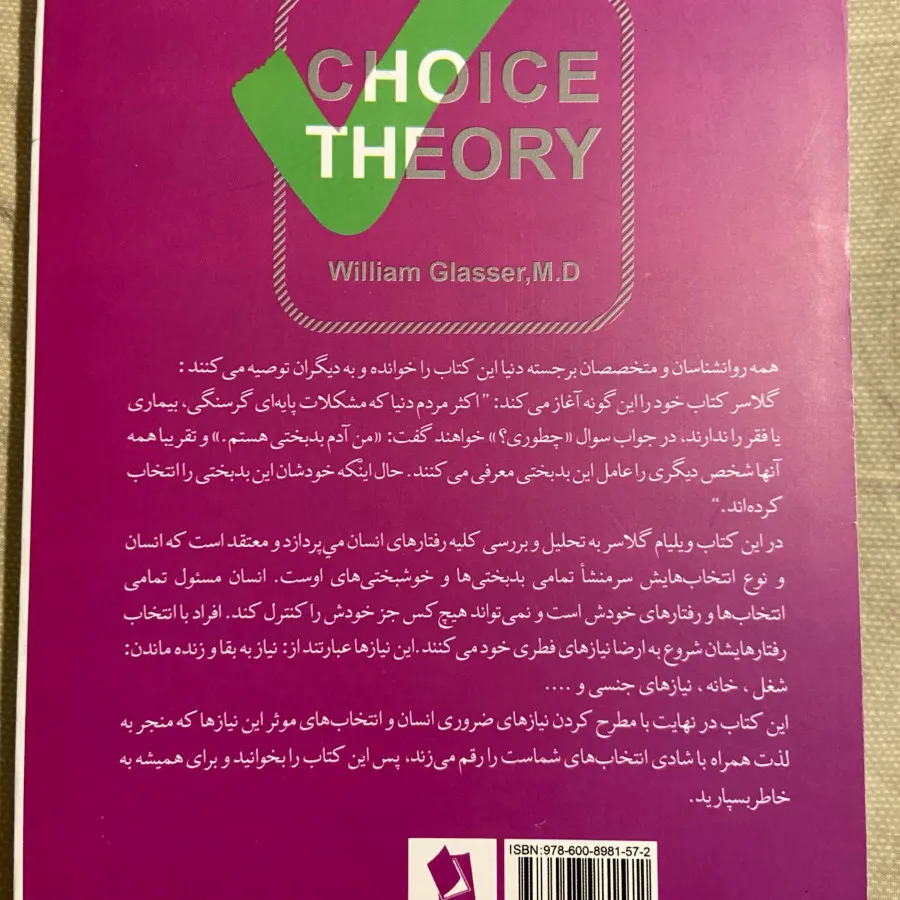 CHOICE
THEORY
William Glasser,M.D
همه روانشناسان و متخصصان برجسته دنیا این کتاب را خوانده و به دیگران توصیه می کنند :
گلاسر کتاب خود را این گونه آغاز می کند: "اکثر مردم دنیا که مشکلات پایه‌ای گرسنگی، بیماری
یا فقر را ندارند، در جواب سوال «چطوری؟» خواهند گفت: «من آدم بدبختی هستم.» و تقریبا همه
آنها شخص دیگری را عامل این بدبختی معرفی می کنند. حال اینکه خودشان این بدبختی را انتخاب
کرده‌اند."
در این کتاب ویلیام گلاسر به تحلیل و بررسی کلیه رفتارهای انسان می‌پردازد و معتقد است که انسان
و نوع انتخاب‌هایش سرمنشأ تمامی بدبختی‌ها و خوشبختی‌های اوست. انسان مسئول تمامی
انتخاب‌ها و رفتارهای خودش است و نمی‌تواند هیچ کس جز خودش را کنترل کند. افراد با انتخاب
رفتارهایشان شروع به ارضا نیازهای فطری خود می کنند.این نیازها عبارتند از: نیاز به بقا و زنده ماندن:
شغل ، خانه ، نیازهای جنسی و ....
این کتاب در نهایت با مطرح کردن نیازهای ضروری انسان و انتخاب‌های موثر این نیازها که منجر به
لذت همراه با شادی انتخاب‌های شماست را رقم می‌زند، پس این کتاب را بخوانید و برای همیشه به
خاطر بسپارید.
ISBN:978-600-8981-57-2